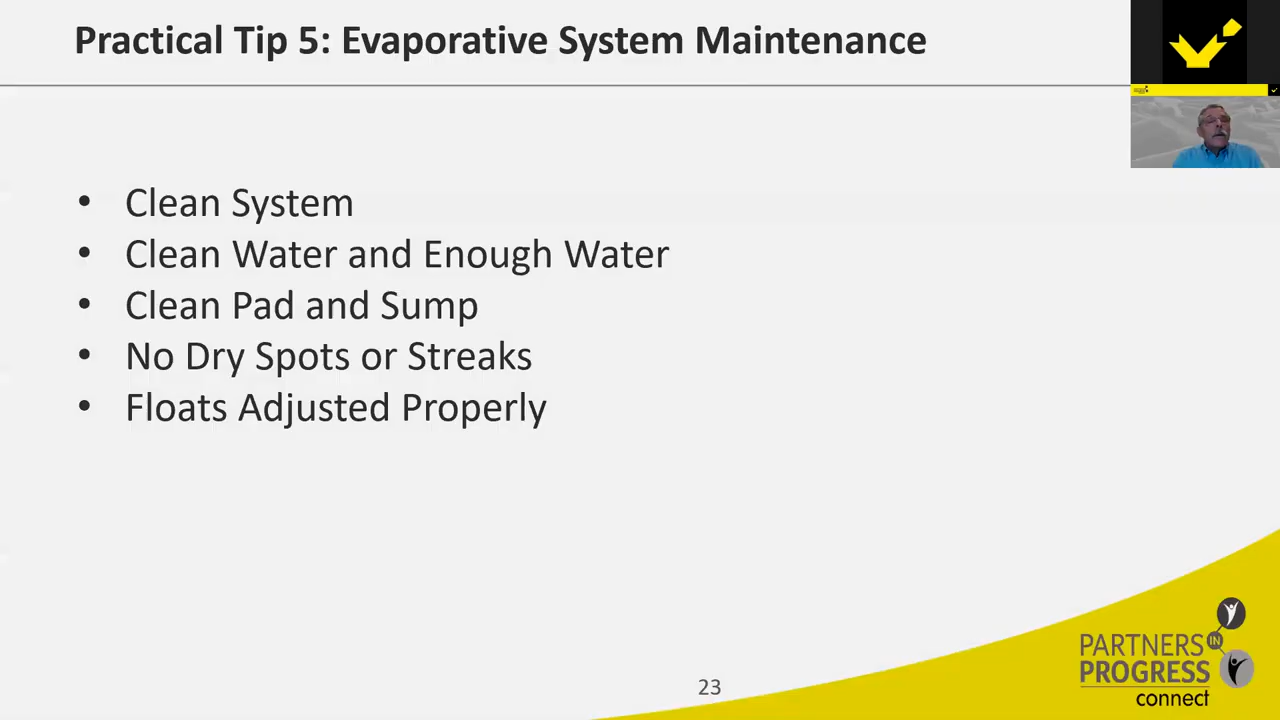 Practical Tip 5: Evaporative System Maintenance
• Clean System
• Clean Water and Enough Water
• Clean Pad and Sump
• No Dry Spots or Streaks
• Floats Adjusted Properly
23
PARTNERS IN
PROGRESS
connect